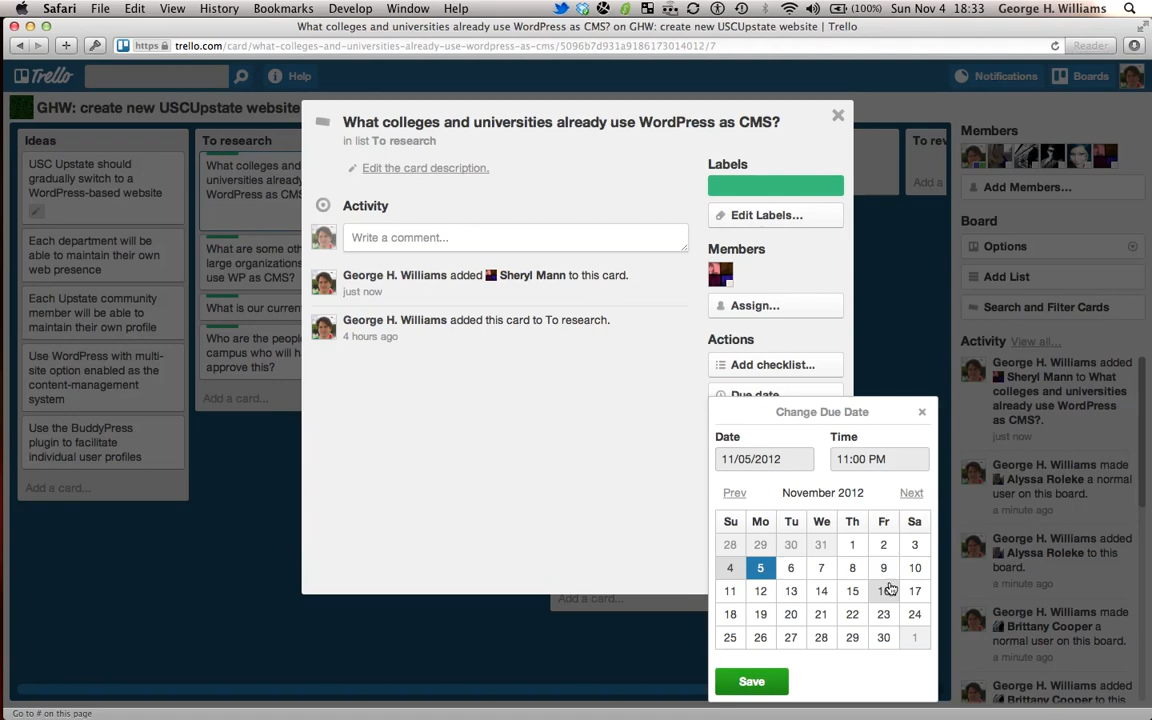 Safari File Edit View History Bookmarks Develop Window Help (100%) Sun Nov 4 18:33 George H. Williams
What colleges and universities already use WordPress as CMS? on GHW: create new USCUpstate website | Trello
https trello.com/card/what-colleges-and-universities-already-use-wordpress-as-cms/5096b7d931a9186173014012/7
Reader
Trello
Help
Notifications
Boards
GHW: create new USCUpstate website
Ideas
USC Upstate should
gradually switch to a
WordPress-based website
Each department will be
able to maintain their own
web presence
Each Upstate community
member will be able to
maintain their own profile
Use WordPress with multi-
site option enabled as the
content-management
system
Use the BuddyPress
plugin to facilitate
individual user profiles
Add a card...
To research
What colleges and
universities already
WordPress as CMS
What are some ot
large organizations
use WP as CMS?
What is our current
Who are the people
campus who will h
approve this?
Add a card...
What colleges and universities already use WordPress as CMS?
in list To research
Edit the card description.
Activity
Write a comment...
George H. Williams added Sheryl Mann to this card.
just now
George H. Williams added this card to To research.
4 hours ago
Labels
Edit Labels...
Members
Assign...
Actions
Add checklist...
Due date
Change Due Date
Date
Time
11/05/2012
11:00 PM
Prev November 2012 Next
Su Mo Tu We Th Fr Sa
28 29 30 31 1 2 3
4 5 6 7 8 9 10
11 12 13 14 15 16 17
18 19 20 21 22 23 24
25 26 27 28 29 30 1
Save
Add a card...
To rev
Add a
Members
Add Members...
Board
Options
Add List
Search and Filter Cards
Activity View all...
George H. Williams added
Sheryl Mann to What
colleges and universities
already use WordPress
as CMS?.
just now
George H. Williams made
Alyssa Roleke a normal
user on this board.
a minute ago
George H. Williams added
Alyssa Roleke to this
board.
a minute ago
George H. Williams made
Brittany Cooper a
normal user on this board.
a minute ago
George H. Williams added
Brittany Cooper to this
Go to # on this page